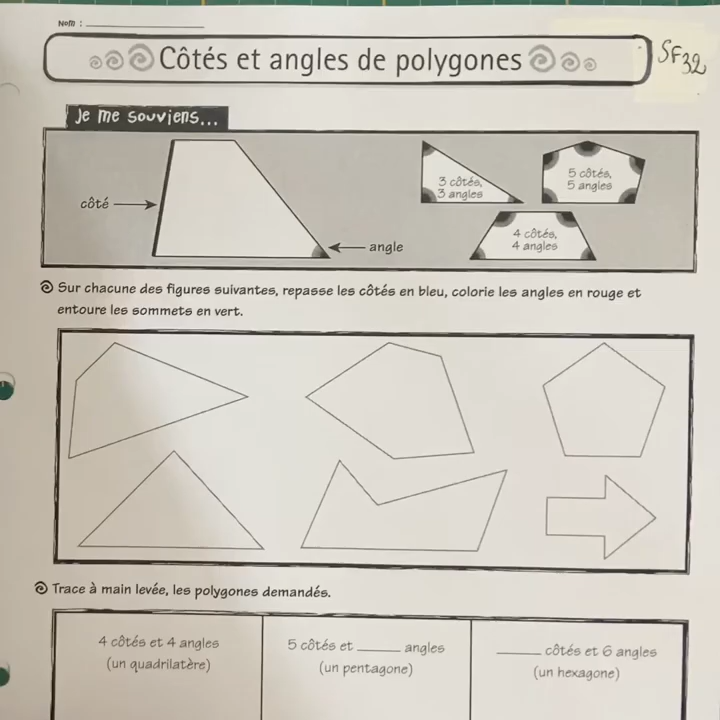 Nom :
Côtés et angles de polygones
SF32
Je me souviens...
côté
angle
3 côtés,
3 angles
5 côtés,
5 angles
4 côtés,
4 angles
Sur chacune des figures suivantes, repasse les côtés en bleu, colorie les angles en rouge et
entoure les sommets en vert.
Trace à main levée, les polygones demandés.
4 côtés et 4 angles
(un quadrilatère)
5 côtés et ______ angles
(un pentagone)
______ côtés et 6 angles
(un hexagone)